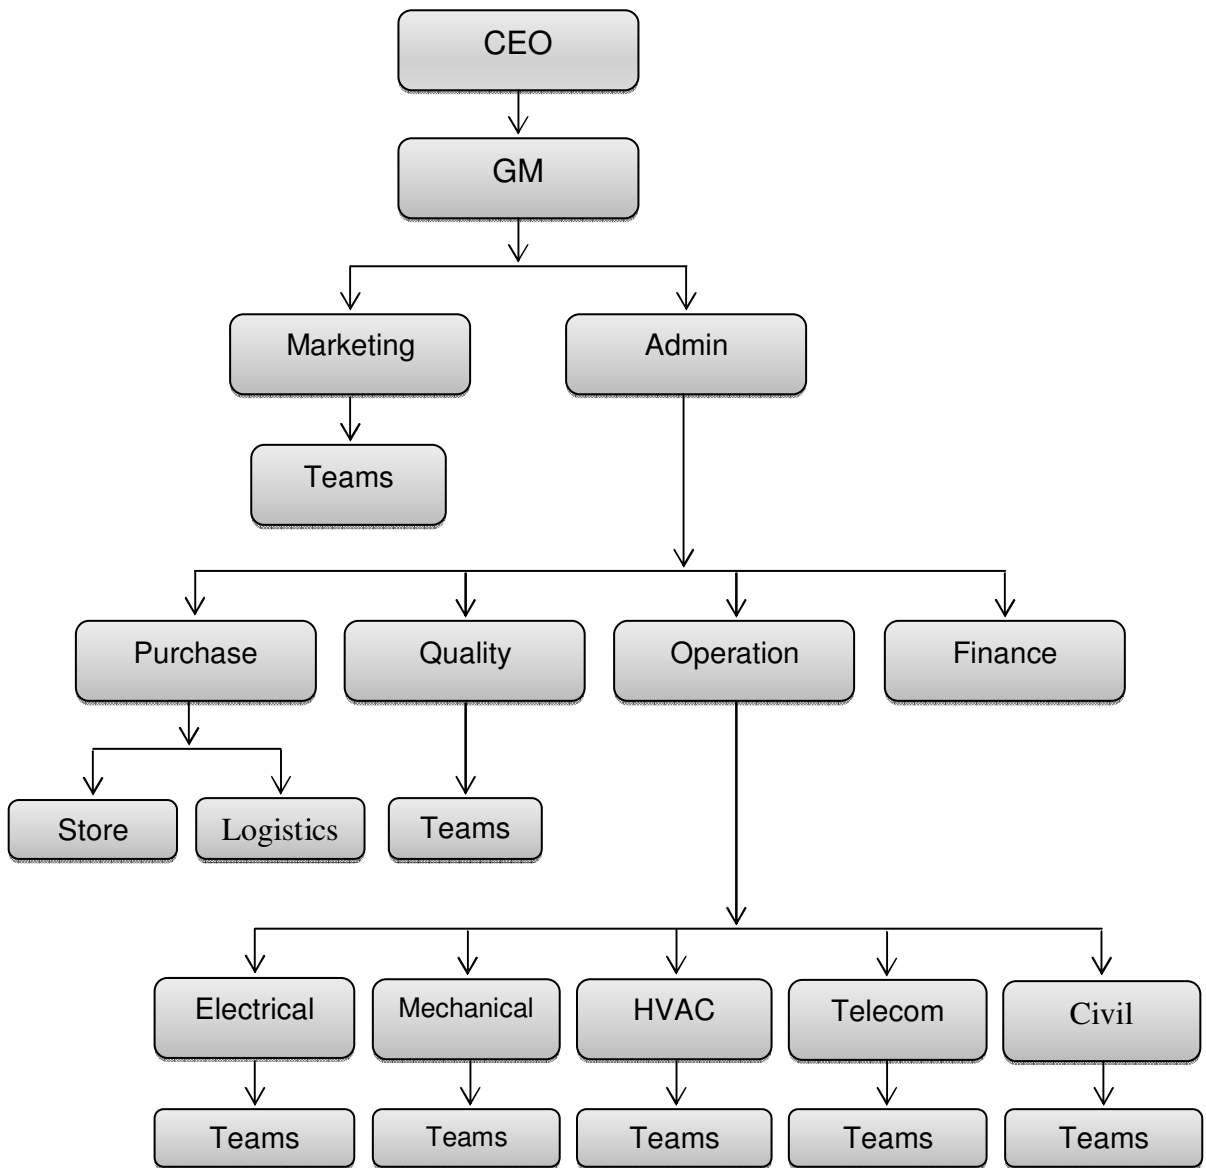 CEO
GM
Marketing
Admin
Teams
Purchase
Quality
Operation
Finance
Store
Logistics
Teams
Electrical
Mechanical
HVAC
Telecom
Civil
Teams
Teams
Teams
Teams
Teams